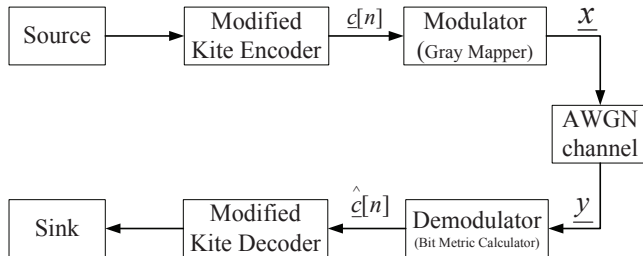 Source
Modified
Kite Encoder
c[n]
Modulator
(Gray Mapper)
x
AWGN
channel
y
Demodulator
(Bit Metric Calculator)
ĉ[n]
Modified
Kite Decoder
Sink